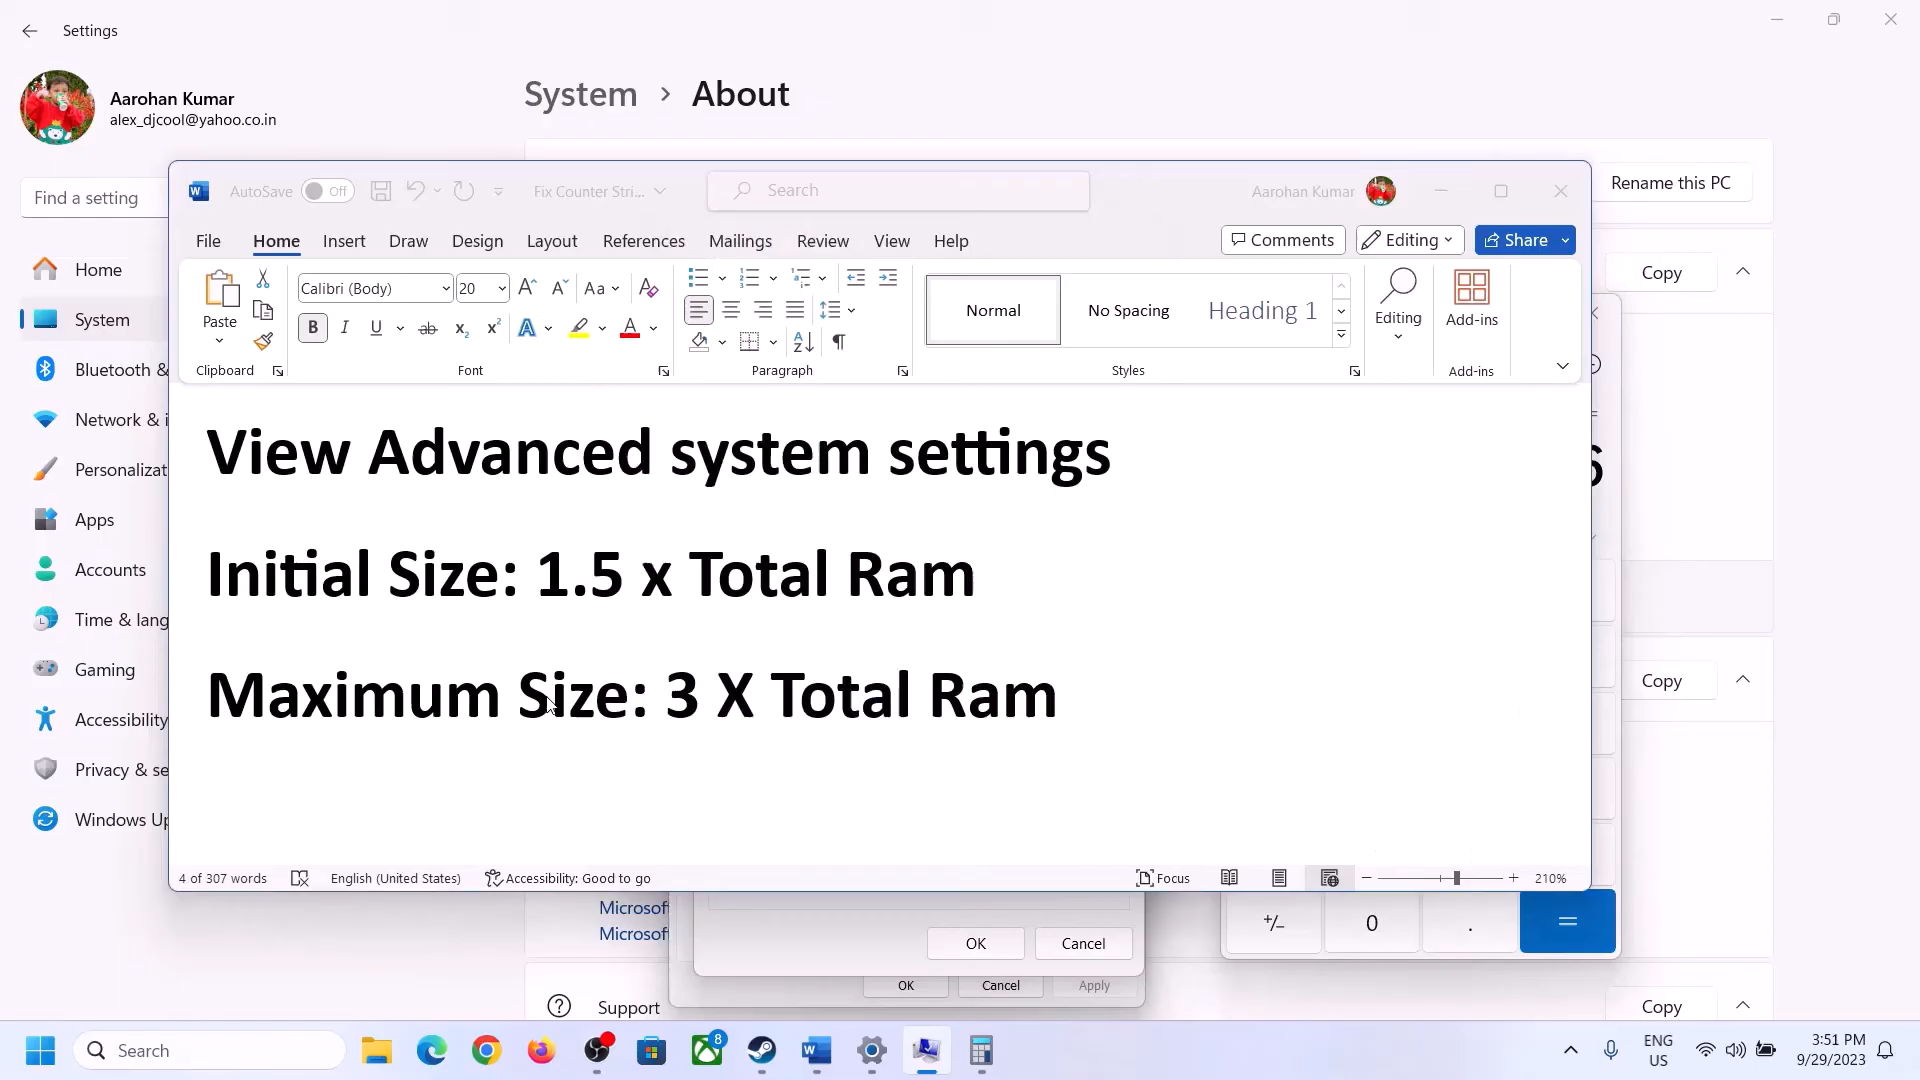 Settings
Aarohan Kumar
alex_djcool@yahoo.co.in
System > About
Find a setting
Rename this PC
AutoSave Off
Fix Counter Stri...
Search
Aarohan Kumar
File Home Insert Draw Design Layout References Mailings Review View Help
Comments Editing Share
Home
System
Bluetooth &
Network & i
Personalizat
Apps
Accounts
Time & lang
Gaming
Accessibility
Privacy & se
Windows Up
Copy
Paste
Calibri (Body) 20
Normal
No Spacing
Heading 1
Editing
Add-ins
Clipboard
Font
Paragraph
Styles
Add-ins
View Advanced system settings
Initial Size: 1.5 x Total Ram
Maximum Size: 3 X Total Ram
Copy
4 of 307 words
English (United States)
Accessibility: Good to go
Focus
210%
Microsof
Microsof
OK Cancel
OK Cancel Apply
+/- 0 . =
Support
Copy
Search
8
ENG
US
3:51 PM
9/29/2023